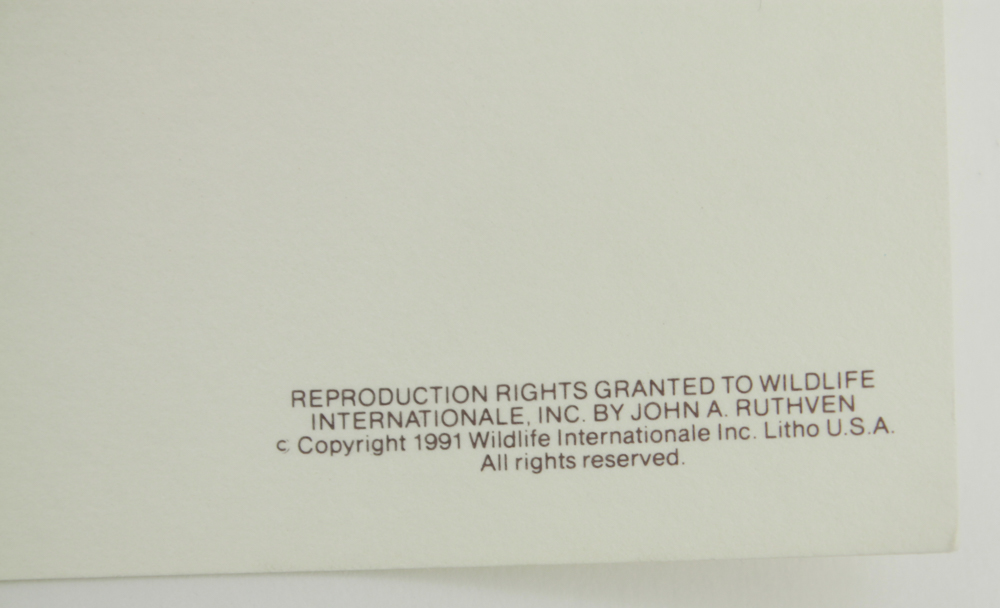 REPRODUCTION RIGHTS GRANTED TO WILDLIFE
INTERNATIONALE, INC. BY JOHN A. RUTHVEN
© Copyright 1991 Wildlife Internationale Inc. Litho U.S.A.
All rights reserved.